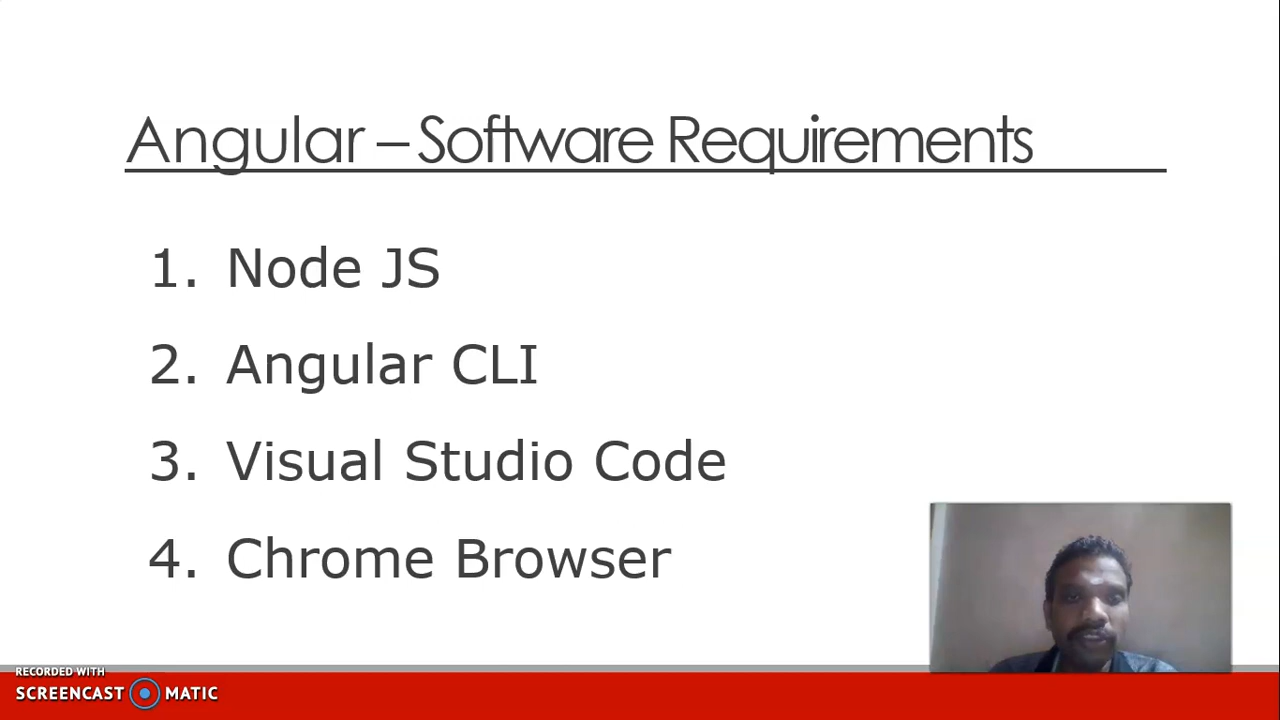 Angular – Software Requirements
1. Node JS
2. Angular CLI
3. Visual Studio Code
4. Chrome Browser
RECORDED WITH
SCREENCAST MATIC